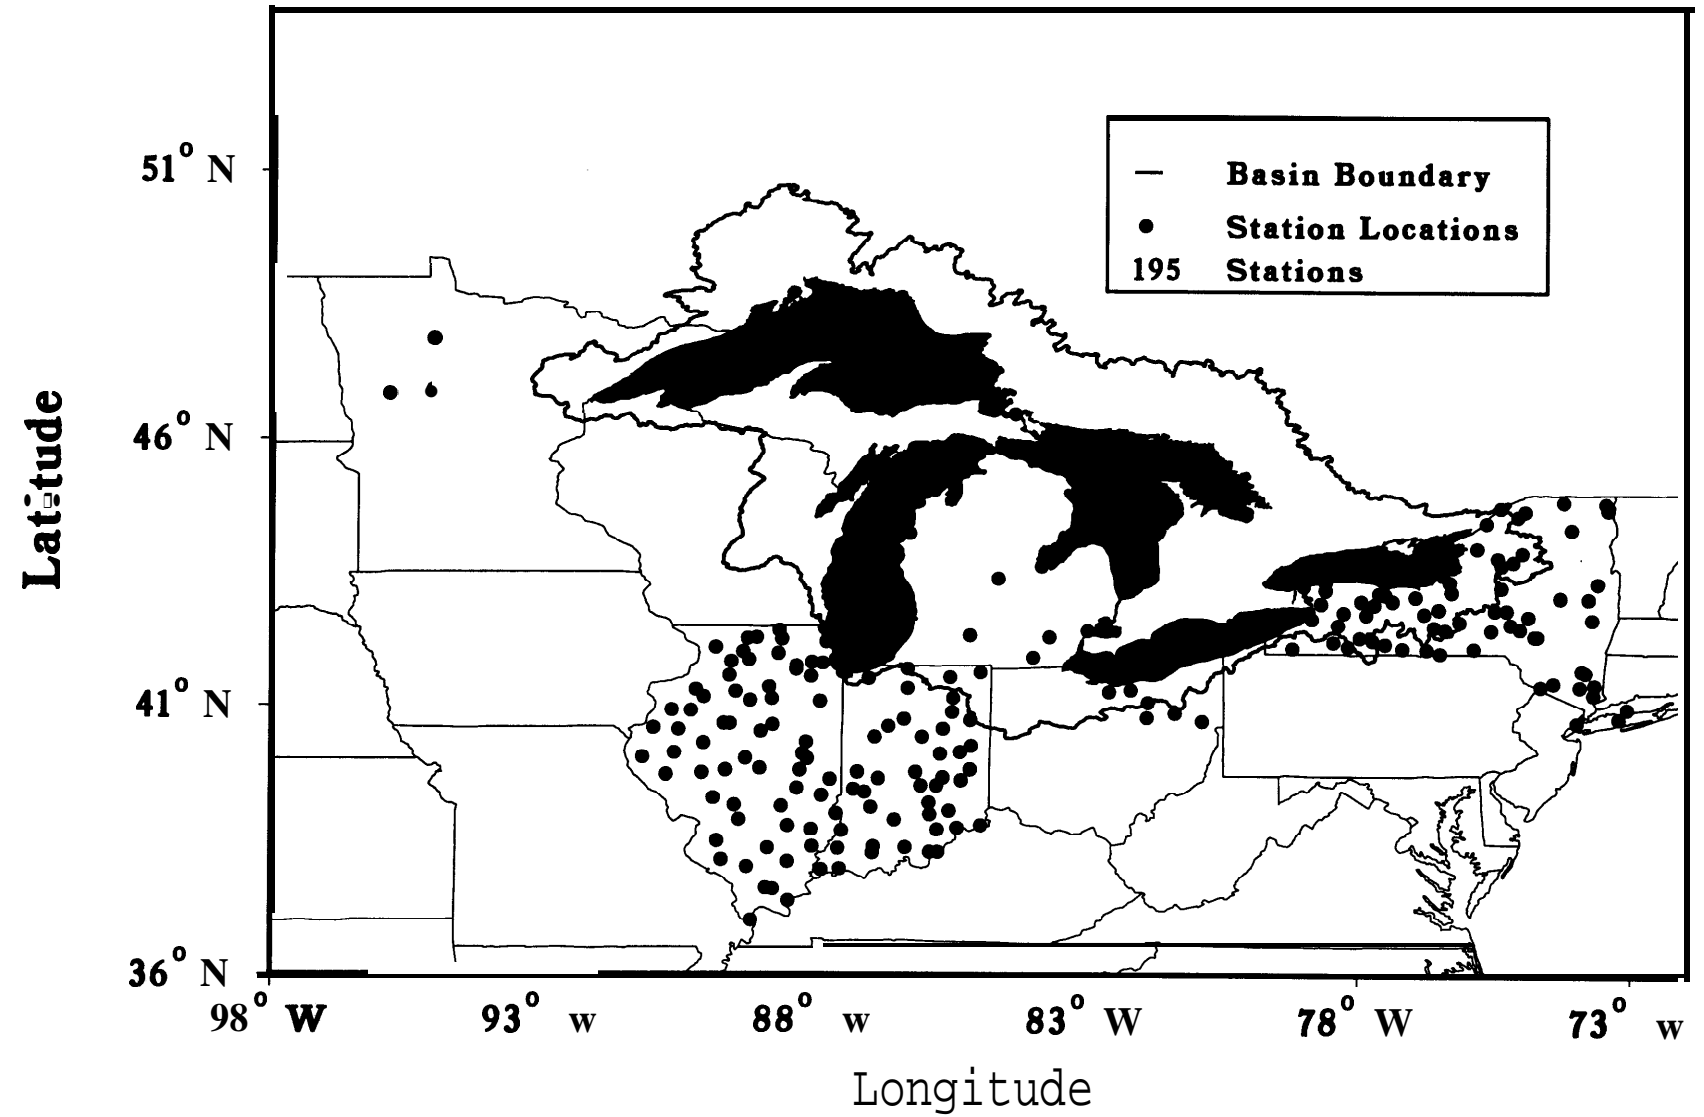 Basin Boundary
Station Locations
195 Stations
51° N
46° N
41° N
36° N
98° W
93° w
88° w
83° W
78° W
73° w
Longitude